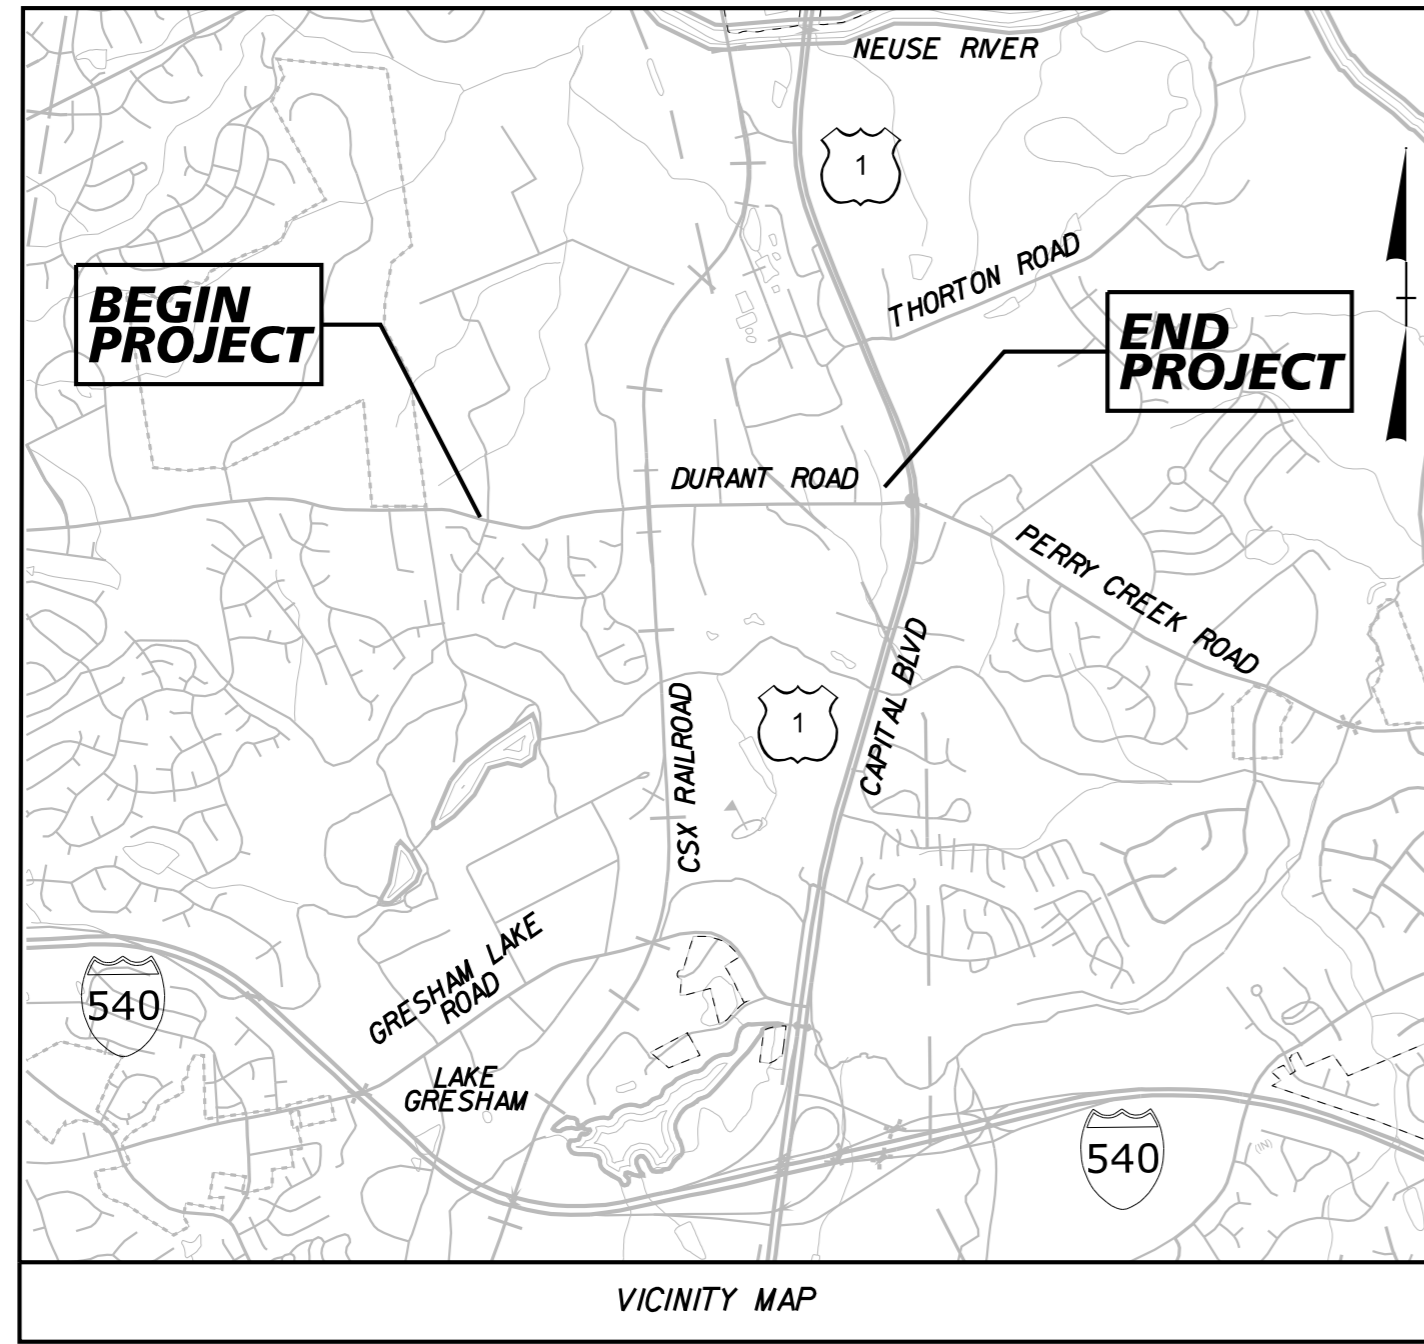 NEUSE RIVER
1
THORTON ROAD
BEGIN
PROJECT
END
PROJECT
DURANT ROAD
PERRY CREEK ROAD
CAPITAL BLVD
CSX RAILROAD
1
GRESHAM LAKE
ROAD
540
LAKE
GRESHAM
540
(IN)
VICINITY MAP